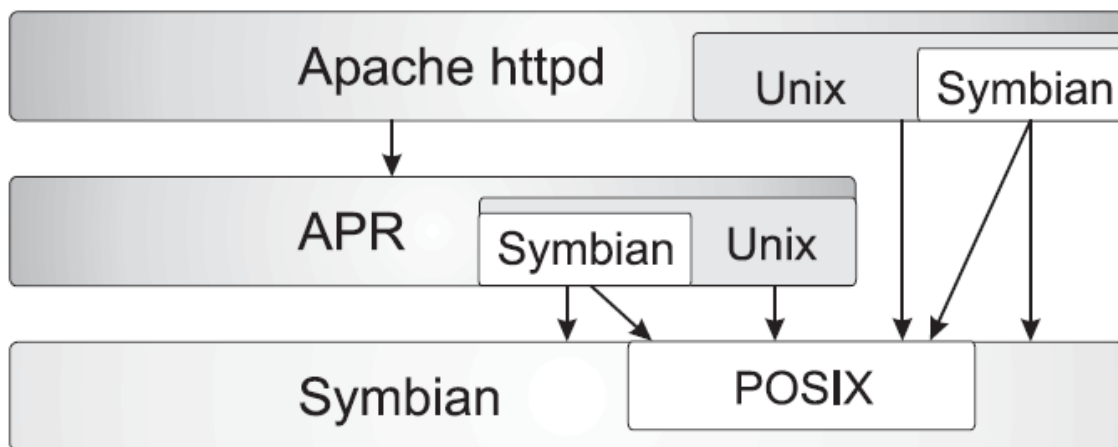 Apache httpd
Unix
Symbian
APR
Symbian
Unix
Symbian
POSIX